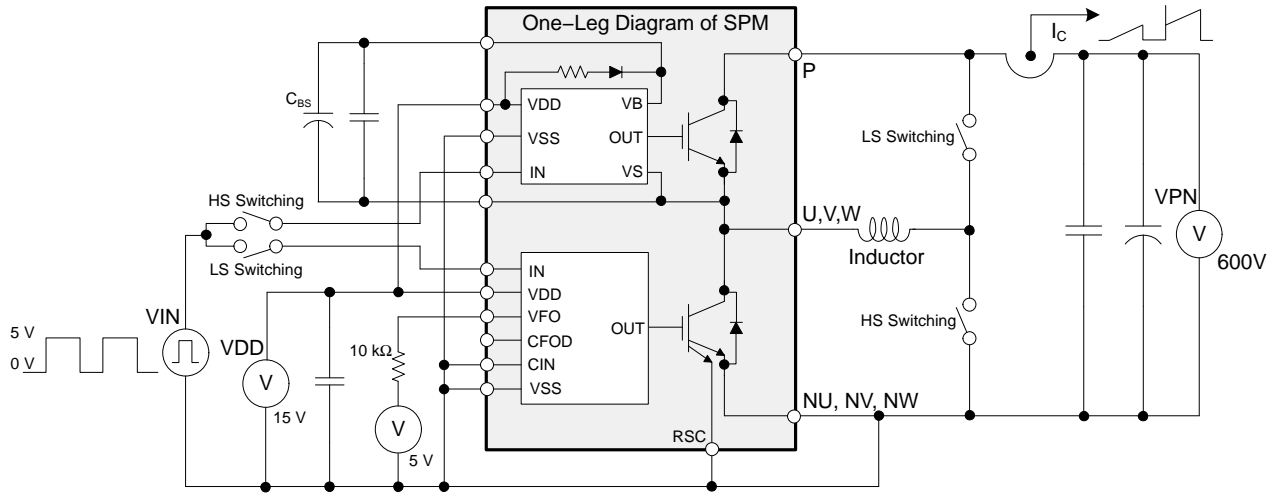 One−Leg Diagram of SPM
IC
P
CBS
VDD
VB
VSS
OUT
IN
VS
LS Switching
HS Switching
LS Switching
U,V,W
Inductor
VPN
V
600V
IN
VDD
VFO
CFOD
CIN
VSS
OUT
HS Switching
VIN
5 V
0 V
VDD
V
15 V
10 kΩ
V
5 V
NU, NV, NW
RSC